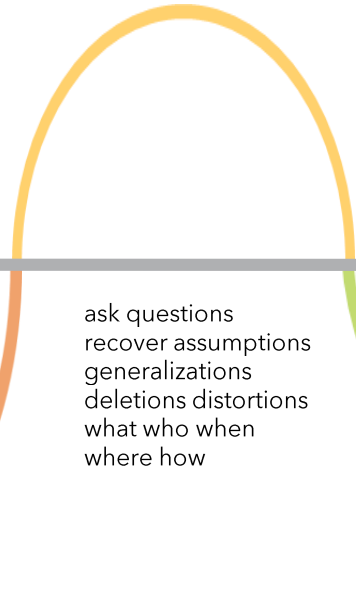 ask questions
recover assumptions
generalizations
deletions distortions
what who when
where how